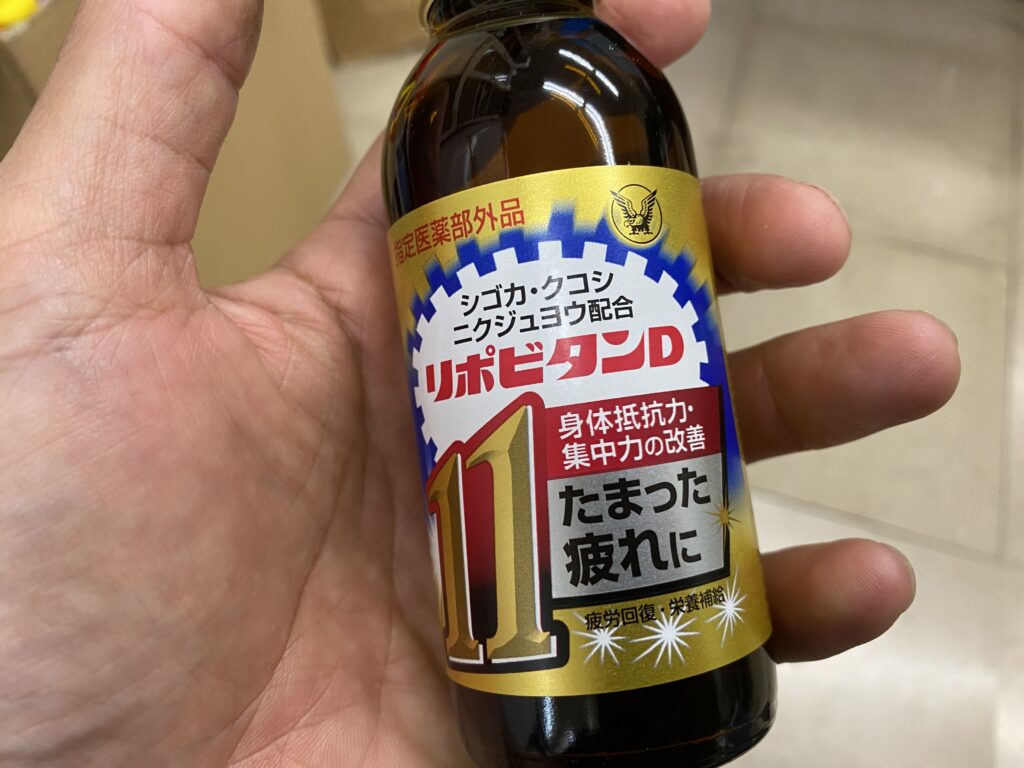 指定医薬部外品
シゴカ・クコシ
ニクジュヨウ配合
リポビタンD
11
身体抵抗力・
集中力の改善
たまった
疲れに
疲労回復・栄養補給